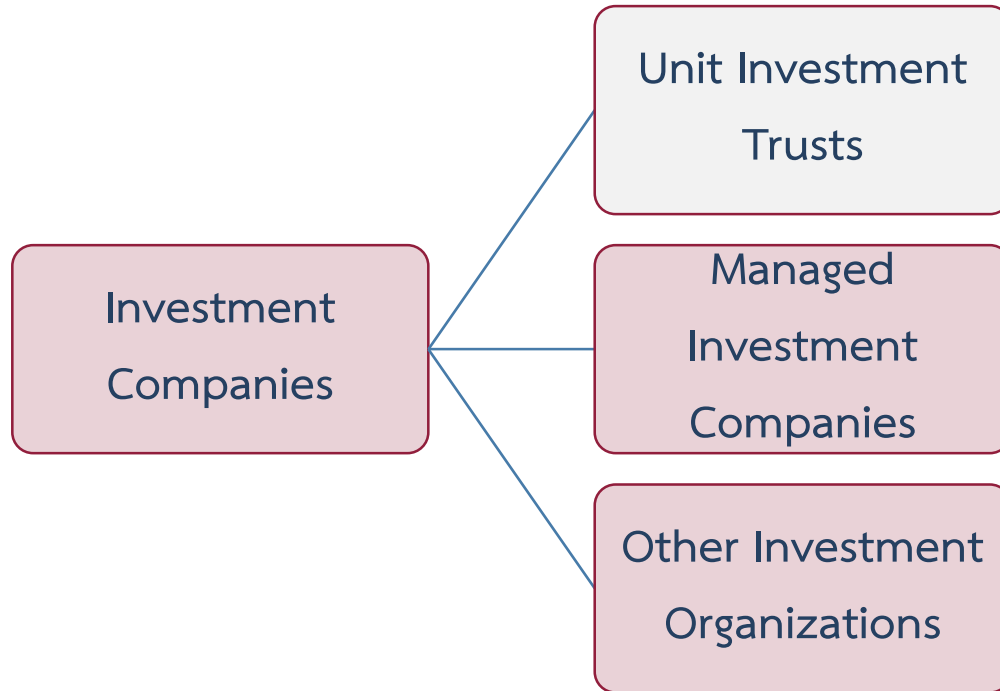 Investment
Companies
Unit Investment
Trusts
Managed
Investment
Companies
Other Investment
Organizations